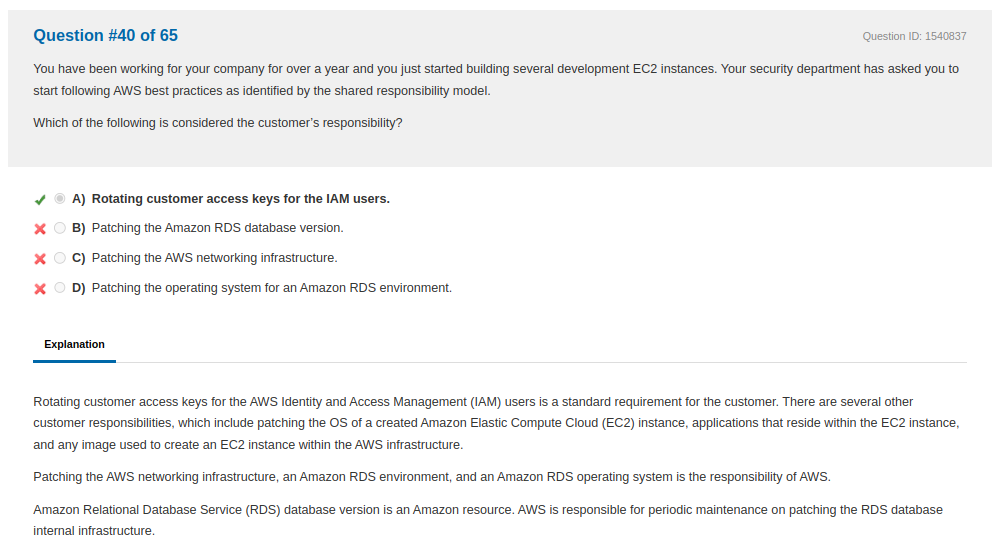 Question #40 of 65
Question ID: 1540837
You have been working for your company for over a year and you just started building several development EC2 instances. Your security department has asked you to
start following AWS best practices as identified by the shared responsibility model.
Which of the following is considered the customer’s responsibility?
A) Rotating customer access keys for the IAM users.
B) Patching the Amazon RDS database version.
C) Patching the AWS networking infrastructure.
D) Patching the operating system for an Amazon RDS environment.
Explanation
Rotating customer access keys for the AWS Identity and Access Management (IAM) users is a standard requirement for the customer. There are several other
customer responsibilities, which include patching the OS of a created Amazon Elastic Compute Cloud (EC2) instance, applications that reside within the EC2 instance,
and any image used to create an EC2 instance within the AWS infrastructure.
Patching the AWS networking infrastructure, an Amazon RDS environment, and an Amazon RDS operating system is the responsibility of AWS.
Amazon Relational Database Service (RDS) database version is an Amazon resource. AWS is responsible for periodic maintenance on patching the RDS database
internal infrastructure.